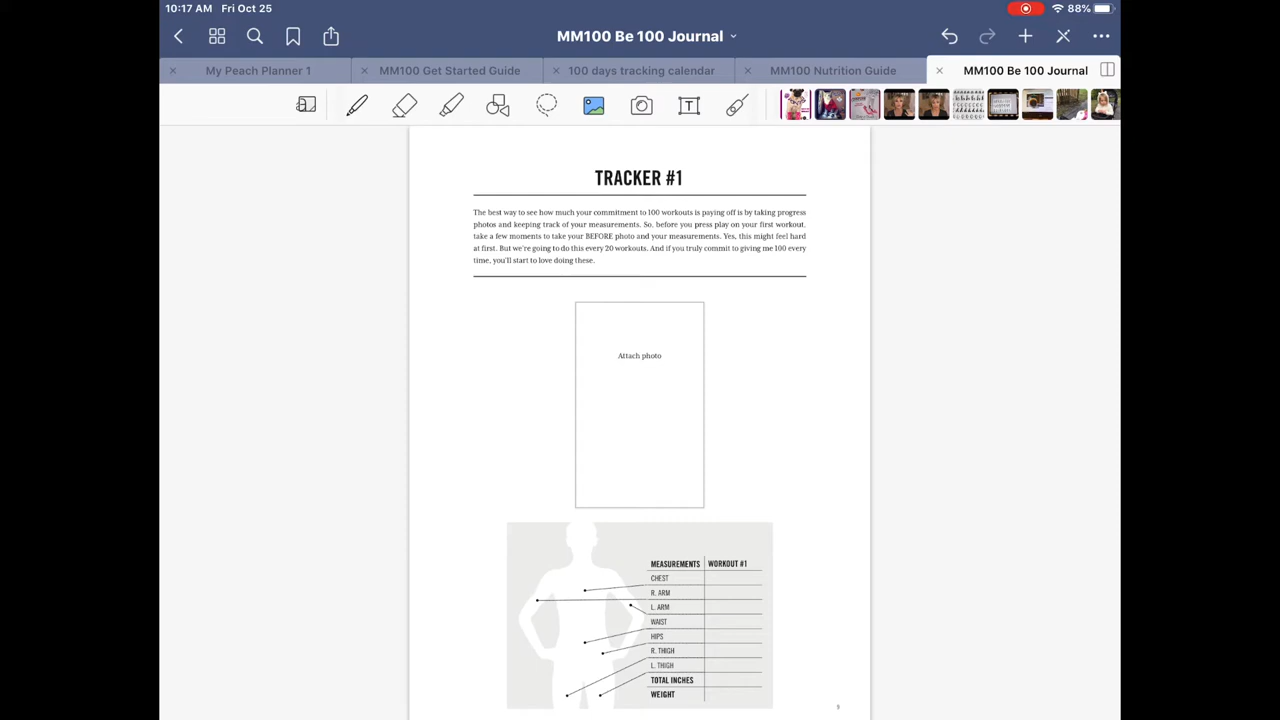 10:17 AM Fri Oct 25
88%
MM100 Be 100 Journal
My Peach Planner 1
MM100 Get Started Guide
100 days tracking calendar
MM100 Nutrition Guide
MM100 Be 100 Journal
TRACKER #1
The best way to see how much your commitment to 100 workouts is paying off is by taking progress
photos and keeping track of your measurements. So, before you press play on your first workout,
take a few moments to take your BEFORE photo and your measurements. Yes, this might feel hard
at first. But we're going to do this every 20 workouts. And if you truly commit to giving me 100 every
time, you'll start to love doing these.
Attach photo
MEASUREMENTS WORKOUT #1
CHEST
R. ARM
L. ARM
WAIST
HIPS
R. THIGH
L. THIGH
TOTAL INCHES
WEIGHT
9